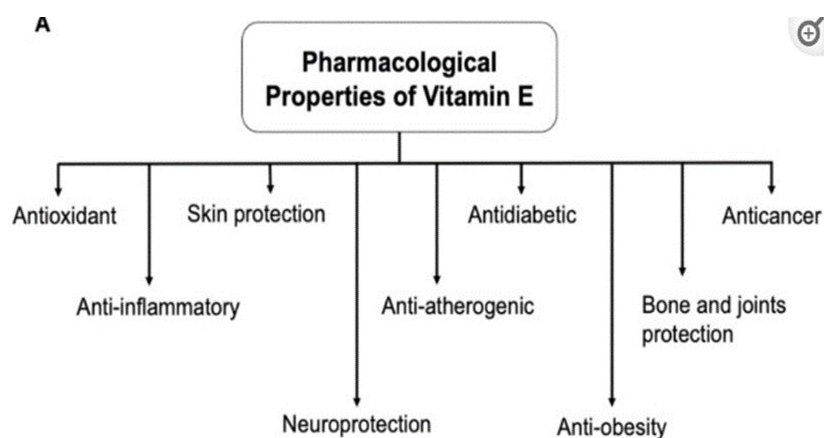 A
Pharmacological
Properties of Vitamin E
Antioxidant
Skin protection
Antidiabetic
Anticancer
Anti-inflammatory
Anti-atherogenic
Bone and joints
protection
Neuroprotection
Anti-obesity